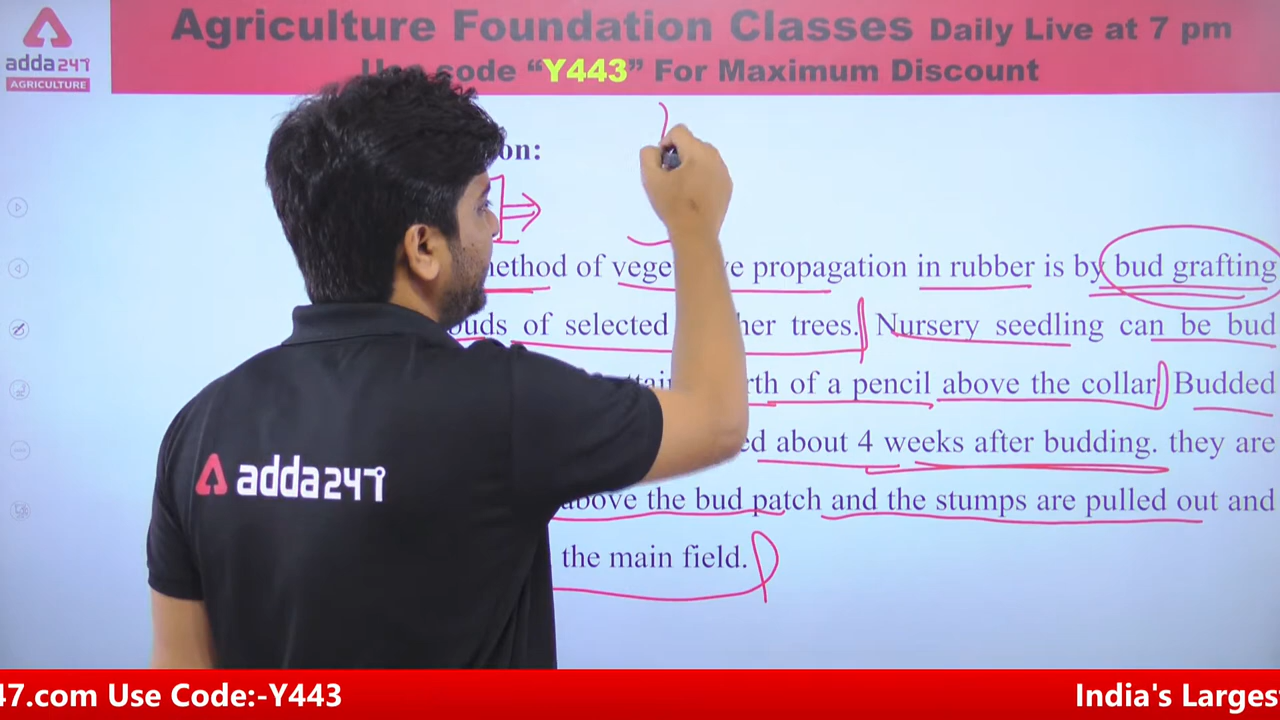 Agriculture Foundation Classes Daily Live at 7 pm
Use code “Y443” For Maximum Discount
adda247
AGRICULTURE
on:
method of vege ve propagation in rubber is by bud grafting
buds of selected her trees. Nursery seedling can be bud
rth of a pencil above the collar Budded
ed about 4 weeks after budding. they are
above the bud patch and the stumps are pulled out and
the main field.
adda247
47.com Use Code:-Y443
India's Larges